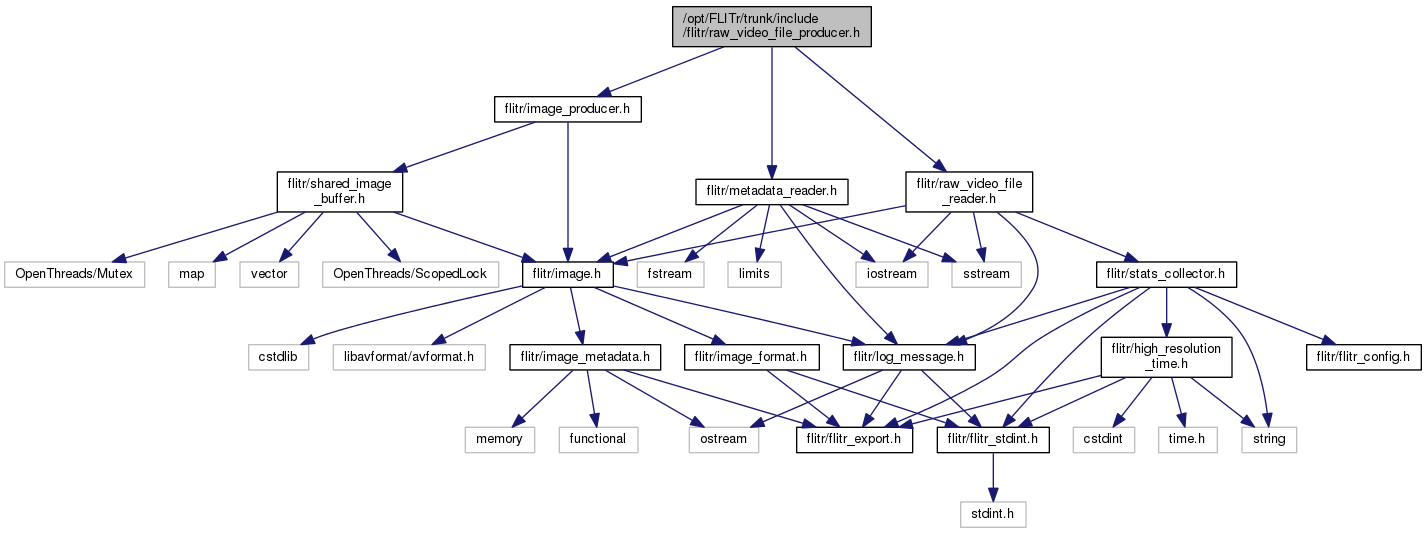 /opt/FLITr/trunk/include
/flitr/raw_video_file_producer.h
flitr/image_producer.h
flitr/shared_image
_buffer.h
flitr/metadata_reader.h
flitr/raw_video_file
_reader.h
OpenThreads/Mutex
map
vector
OpenThreads/ScopedLock
flitr/image.h
fstream
limits
iostream
sstream
flitr/stats_collector.h
cstdlib
libavformat/avformat.h
flitr/image_metadata.h
flitr/image_format.h
flitr/log_message.h
flitr/high_resolution
_time.h
flitr/flitr_config.h
memory
functional
ostream
flitr/flitr_export.h
flitr/flitr_stdint.h
cstdint
time.h
string
stdint.h